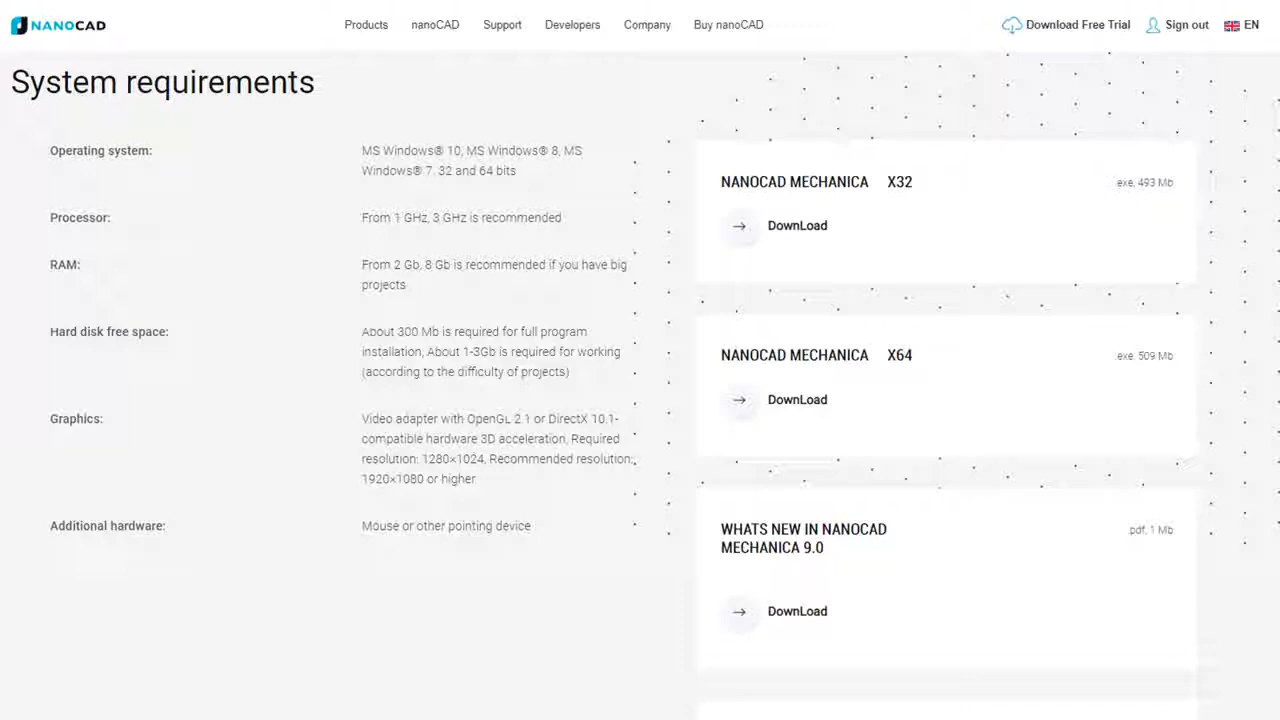 NANOCAD
Products
nanoCAD
Support
Developers
Company
Buy nanoCAD
Download Free Trial
Sign out
EN
System requirements
Operating system:
MS Windows® 10, MS Windows® 8, MS
Windows® 7. 32 and 64 bits
Processor:
From 1 GHz, 3 GHz is recommended
RAM:
From 2 Gb, 8 Gb is recommended if you have big
projects
Hard disk free space:
About 300 Mb is required for full program
installation, About 1-3Gb is required for working
(according to the difficulty of projects)
Graphics:
Video adapter with OpenGL 2.1 or DirectX 10.1-
compatible hardware 3D acceleration, Required
resolution: 1280×1024, Recommended resolution:
1920×1080 or higher
Additional hardware:
Mouse or other pointing device
NANOCAD MECHANICA X32
exe, 493 Mb
DownLoad
NANOCAD MECHANICA X64
exe, 509 Mb
DownLoad
WHATS NEW IN NANOCAD
MECHANICA 9.0
pdf, 1 Mb
DownLoad